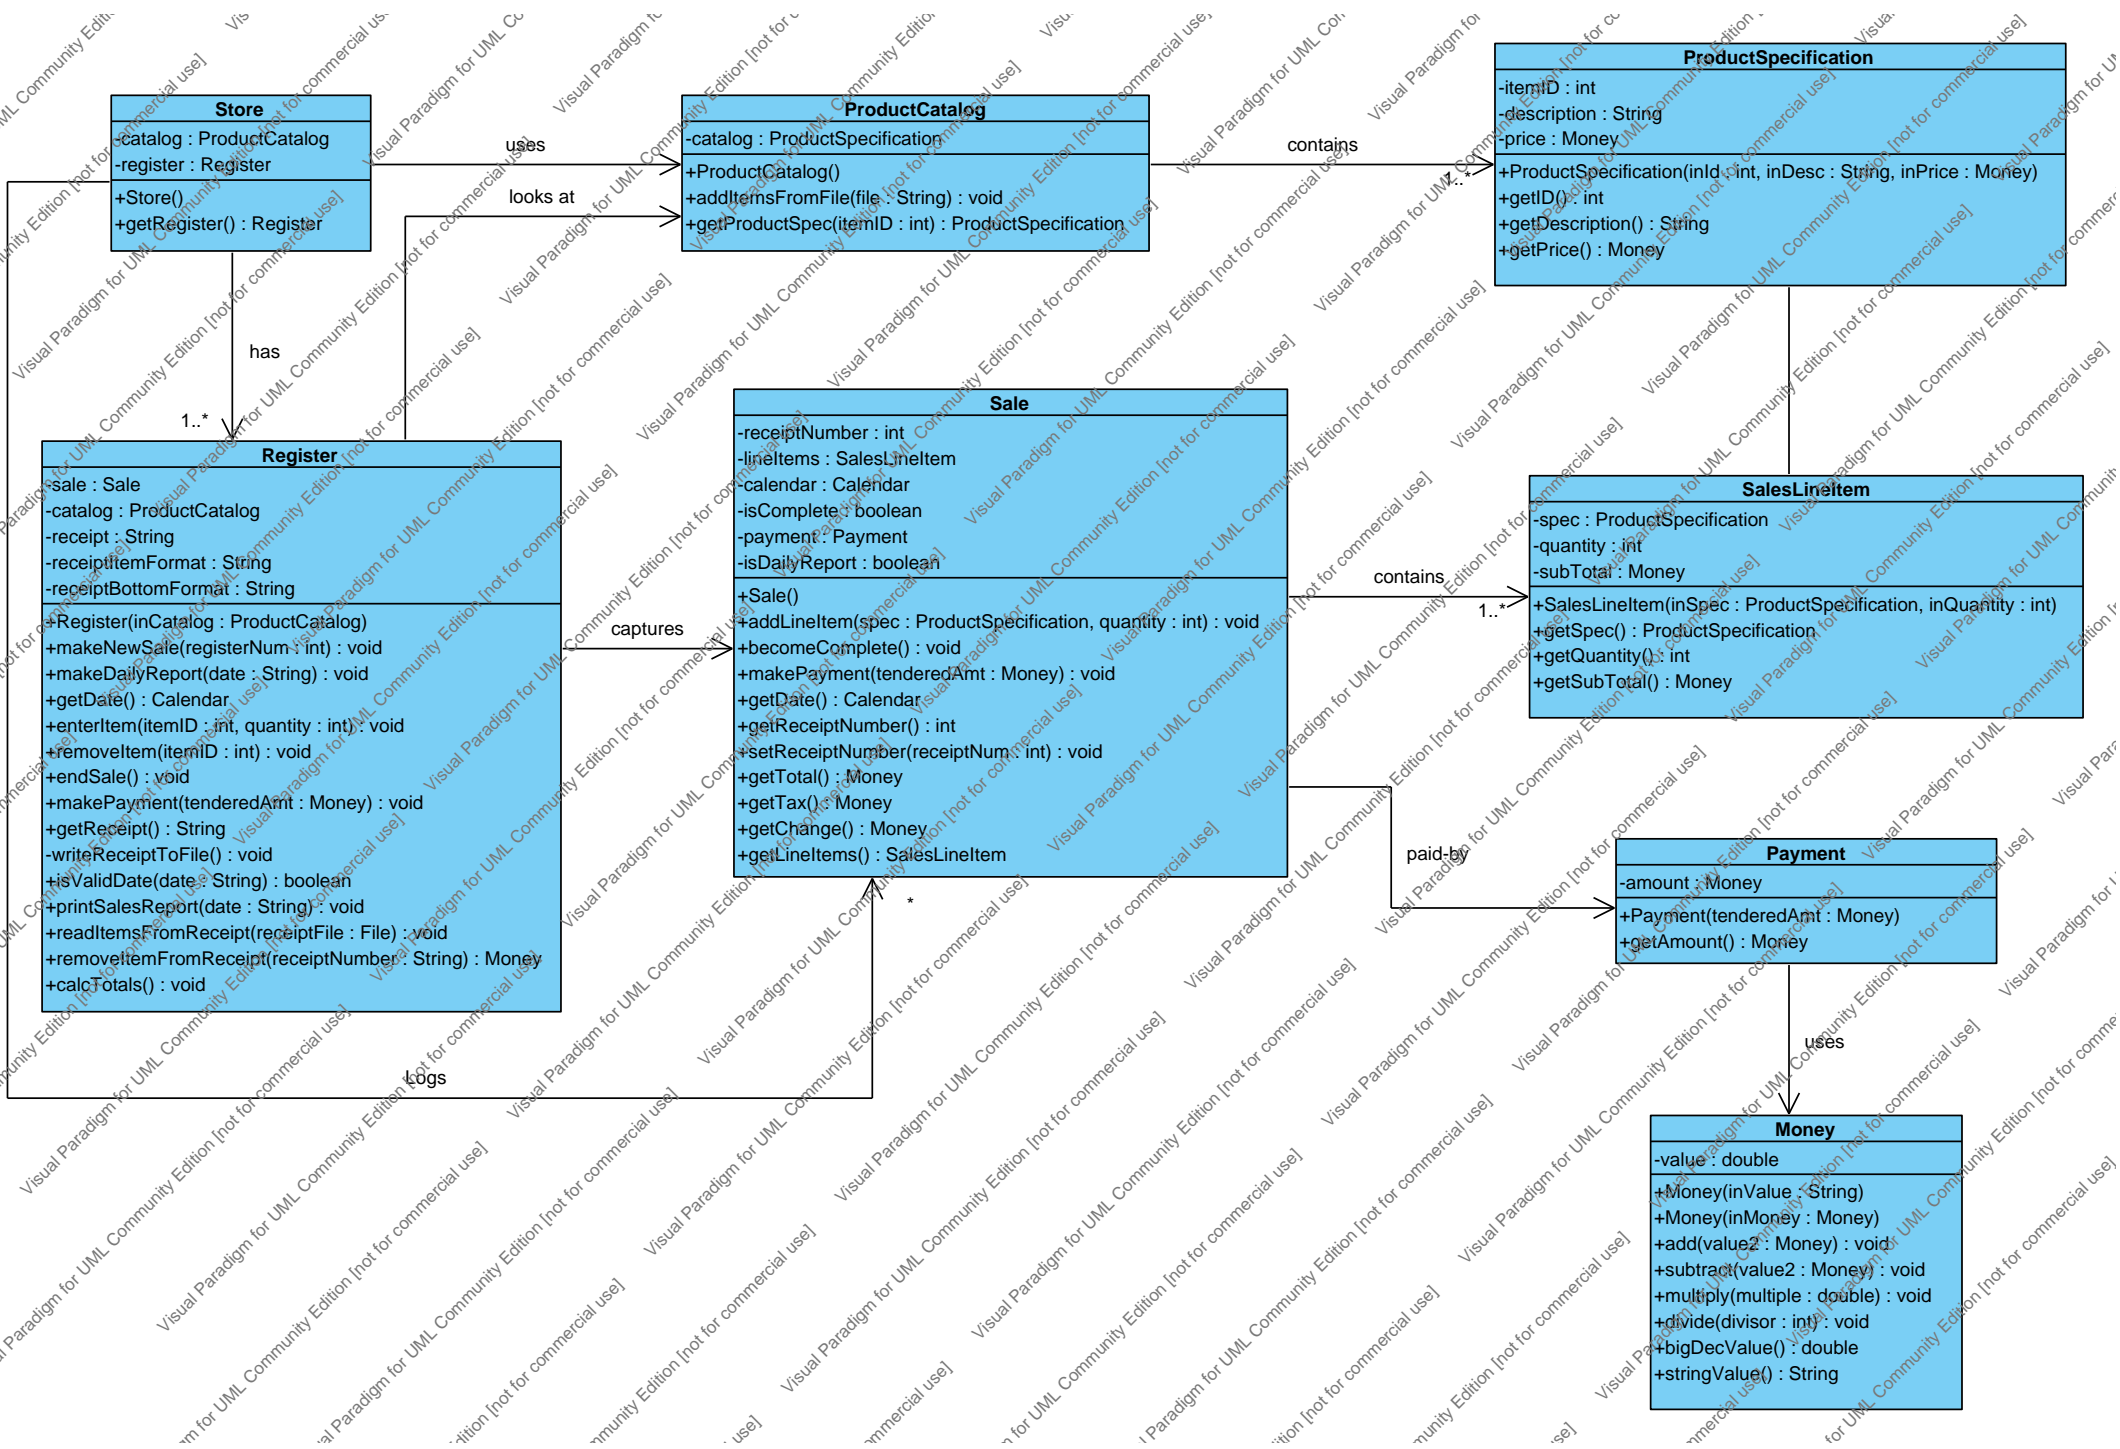 Store
-catalog : ProductCatalog
-register : Register
+Store()
+getRegister() : Register
uses
looks at
has
1..*
ProductCatalog
-catalog : ProductSpecification
+ProductCatalog()
+addItemsFromFile(file : String) : void
+getProductSpec(itemID : int) : ProductSpecification
contains
1..*
ProductSpecification
-itemID : int
-description : String
-price : Money
+ProductSpecification(inId : int, inDesc : String, inPrice : Money)
+getID() : int
+getDescription() : String
+getPrice() : Money
Register
-sale : Sale
-catalog : ProductCatalog
-receipt : String
-receiptItemFormat : String
-receiptBottomFormat : String
+Register(inCatalog : ProductCatalog)
+makeNewSale(registerNum : int) : void
+makeDailyReport(date : String) : void
+getDate() : Calendar
+enterItem(itemID : int, quantity : int) : void
+removeItem(itemID : int) : void
+endSale() : void
+makePayment(tenderedAmt : Money) : void
+getReceipt() : String
-writeReceiptToFile() : void
+isValidDate(date : String) : boolean
+printSalesReport(date : String) : void
+readItemsFromReceipt(receiptFile : File) : void
+removeItemFromReceipt(receiptNumber : String) : Money
+calcTotals() : void
captures
Logs
*
Sale
-receiptNumber : int
-lineItems : SalesLineItem
-calendar : Calendar
-isComplete : boolean
-payment : Payment
-isDailyReport : boolean
+Sale()
+addLineItem(spec : ProductSpecification, quantity : int) : void
+becomeComplete() : void
+makePayment(tenderedAmt : Money) : void
+getDate() : Calendar
+getReceiptNumber() : int
+setReceiptNumber(receiptNum : int) : void
+getTotal() : Money
+getTax() : Money
+getChange() : Money
+getLineItems() : SalesLineItem
contains
1..*
paid-by
SalesLineItem
-spec : ProductSpecification
-quantity : int
-subTotal : Money
+SalesLineItem(inSpec : ProductSpecification, inQuantity : int)
+getSpec() : ProductSpecification
+getQuantity() : int
+getSubTotal() : Money
Payment
-amount : Money
+Payment(tenderedAmt : Money)
+getAmount() : Money
uses
Money
-value : double
+Money(inValue : String)
+Money(inMoney : Money)
+add(value2 : Money) : void
+subtract(value2 : Money) : void
+multiply(multiple : double) : void
+divide(divisor : int) : void
+bigDecValue() : double
+stringValue() : String
Visual Paradigm for UML Community Edition [not for commercial use]